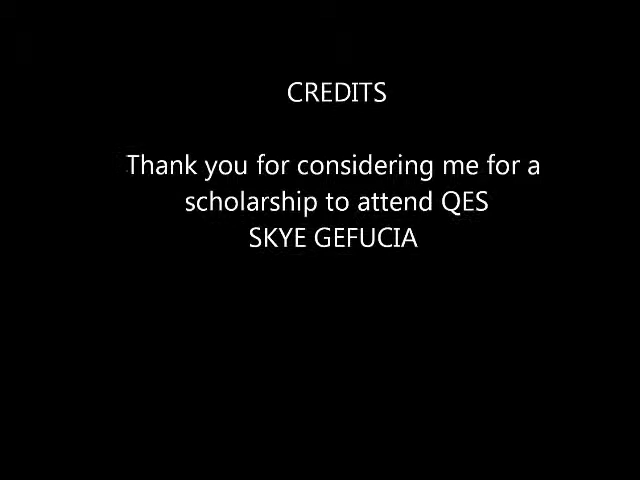 CREDITS
Thank you for considering me for a
scholarship to attend QES
SKYE GEFUCIA